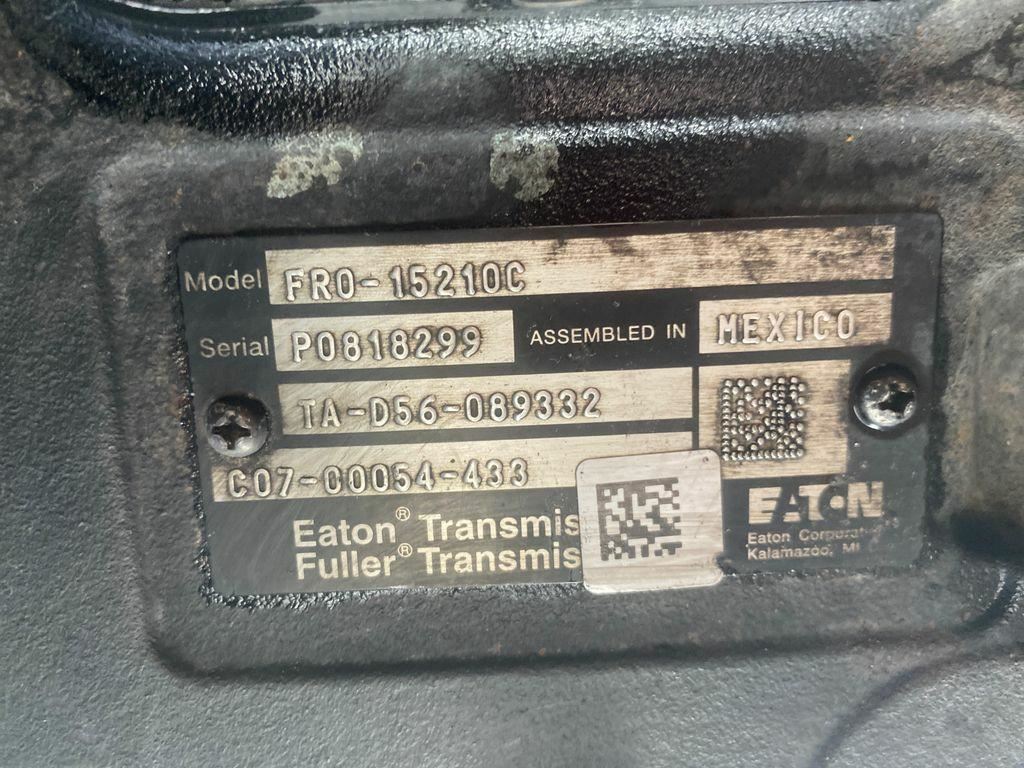 Model FRO-15210C
Serial P0818299 ASSEMBLED IN MEXICO
TA-D56-089332
C07-00054-433
Eaton® Transmis
Fuller® Transmis
EATON
Eaton Corporation
Kalamazoo, MI